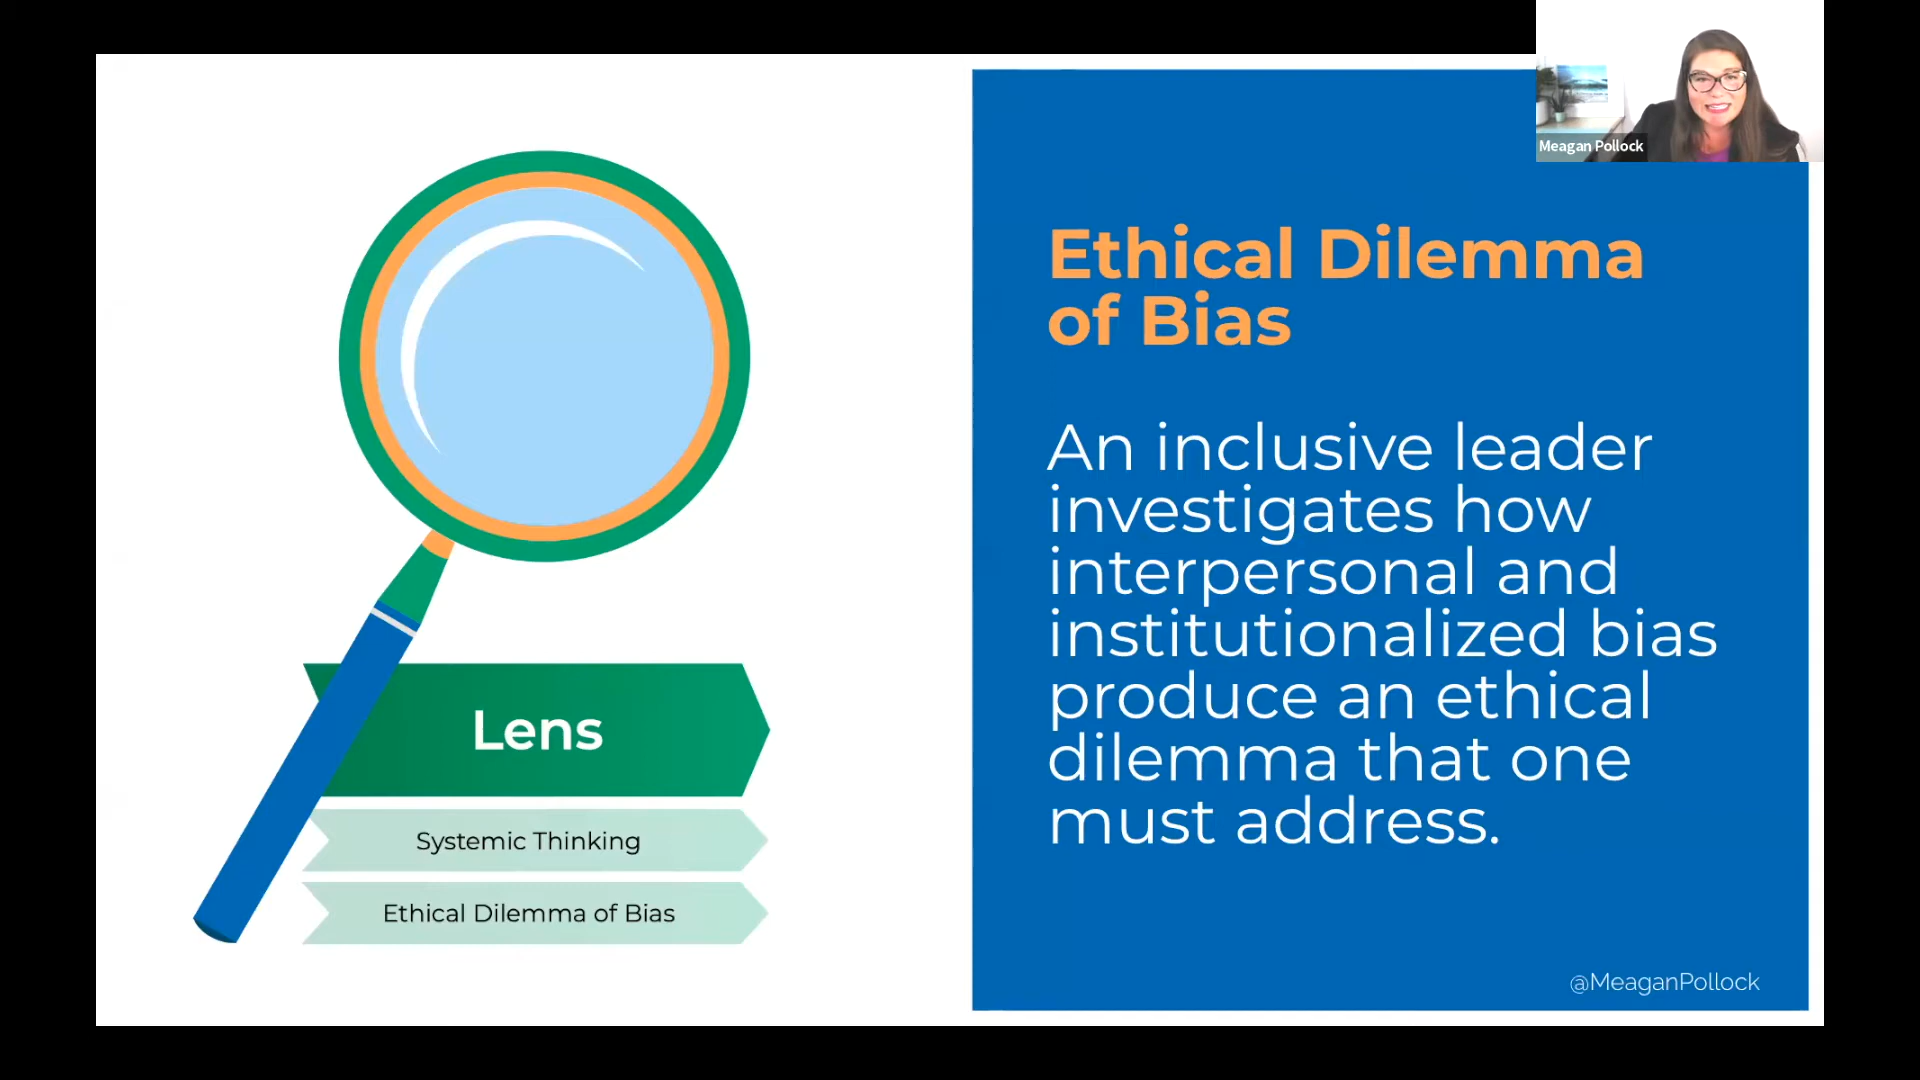 Meagan Pollock
Ethical Dilemma
of Bias
An inclusive leader
investigates how
interpersonal and
institutionalized bias
produce an ethical
dilemma that one
must address.
Lens
Systemic Thinking
Ethical Dilemma of Bias
@MeaganPollock